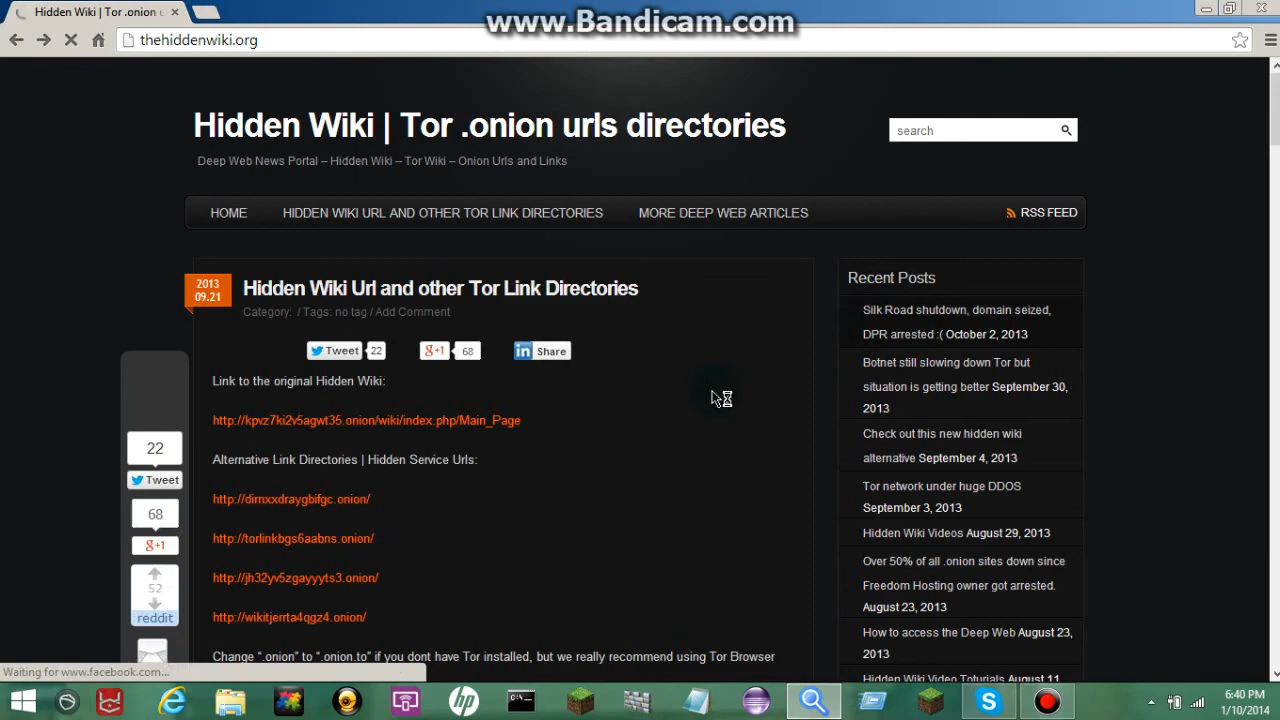 Hidden Wiki | Tor .onion u
www.Bandicam.com
thehiddenwiki.org
Hidden Wiki | Tor .onion urls directories
search
Deep Web News Portal – Hidden Wiki – Tor Wiki – Onion Urls and Links
HOME
HIDDEN WIKI URL AND OTHER TOR LINK DIRECTORIES
MORE DEEP WEB ARTICLES
RSS FEED
2013
09.21
Hidden Wiki Url and other Tor Link Directories
Category: / Tags: no tag / Add Comment
Tweet 22
g+1 68
in Share
Link to the original Hidden Wiki:
http://kpvz7ki2v5agwt35.onion/wiki/index.php/Main_Page
Alternative Link Directories | Hidden Service Urls:
http://dirnxxdraygbifgc.onion/
http://torlinkbgs6aabns.onion/
http://jh32yv5zgayyyts3.onion/
http://wikitjerrta4qgz4.onion/
Change “.onion” to “.onion.to” if you dont have Tor installed, but we really recommend using Tor Browser
22
Tweet
68
g+1
52
reddit
Recent Posts
Silk Road shutdown, domain seized,
DPR arrested :( October 2, 2013
Botnet still slowing down Tor but
situation is getting better September 30,
2013
Check out this new hidden wiki
alternative September 4, 2013
Tor network under huge DDOS
September 3, 2013
Hidden Wiki Videos August 29, 2013
Over 50% of all .onion sites down since
Freedom Hosting owner got arrested.
August 23, 2013
How to access the Deep Web August 23,
2013
Hidden Wiki Video Toturials August 11
Waiting for www.facebook.com...
6:40 PM
1/10/2014